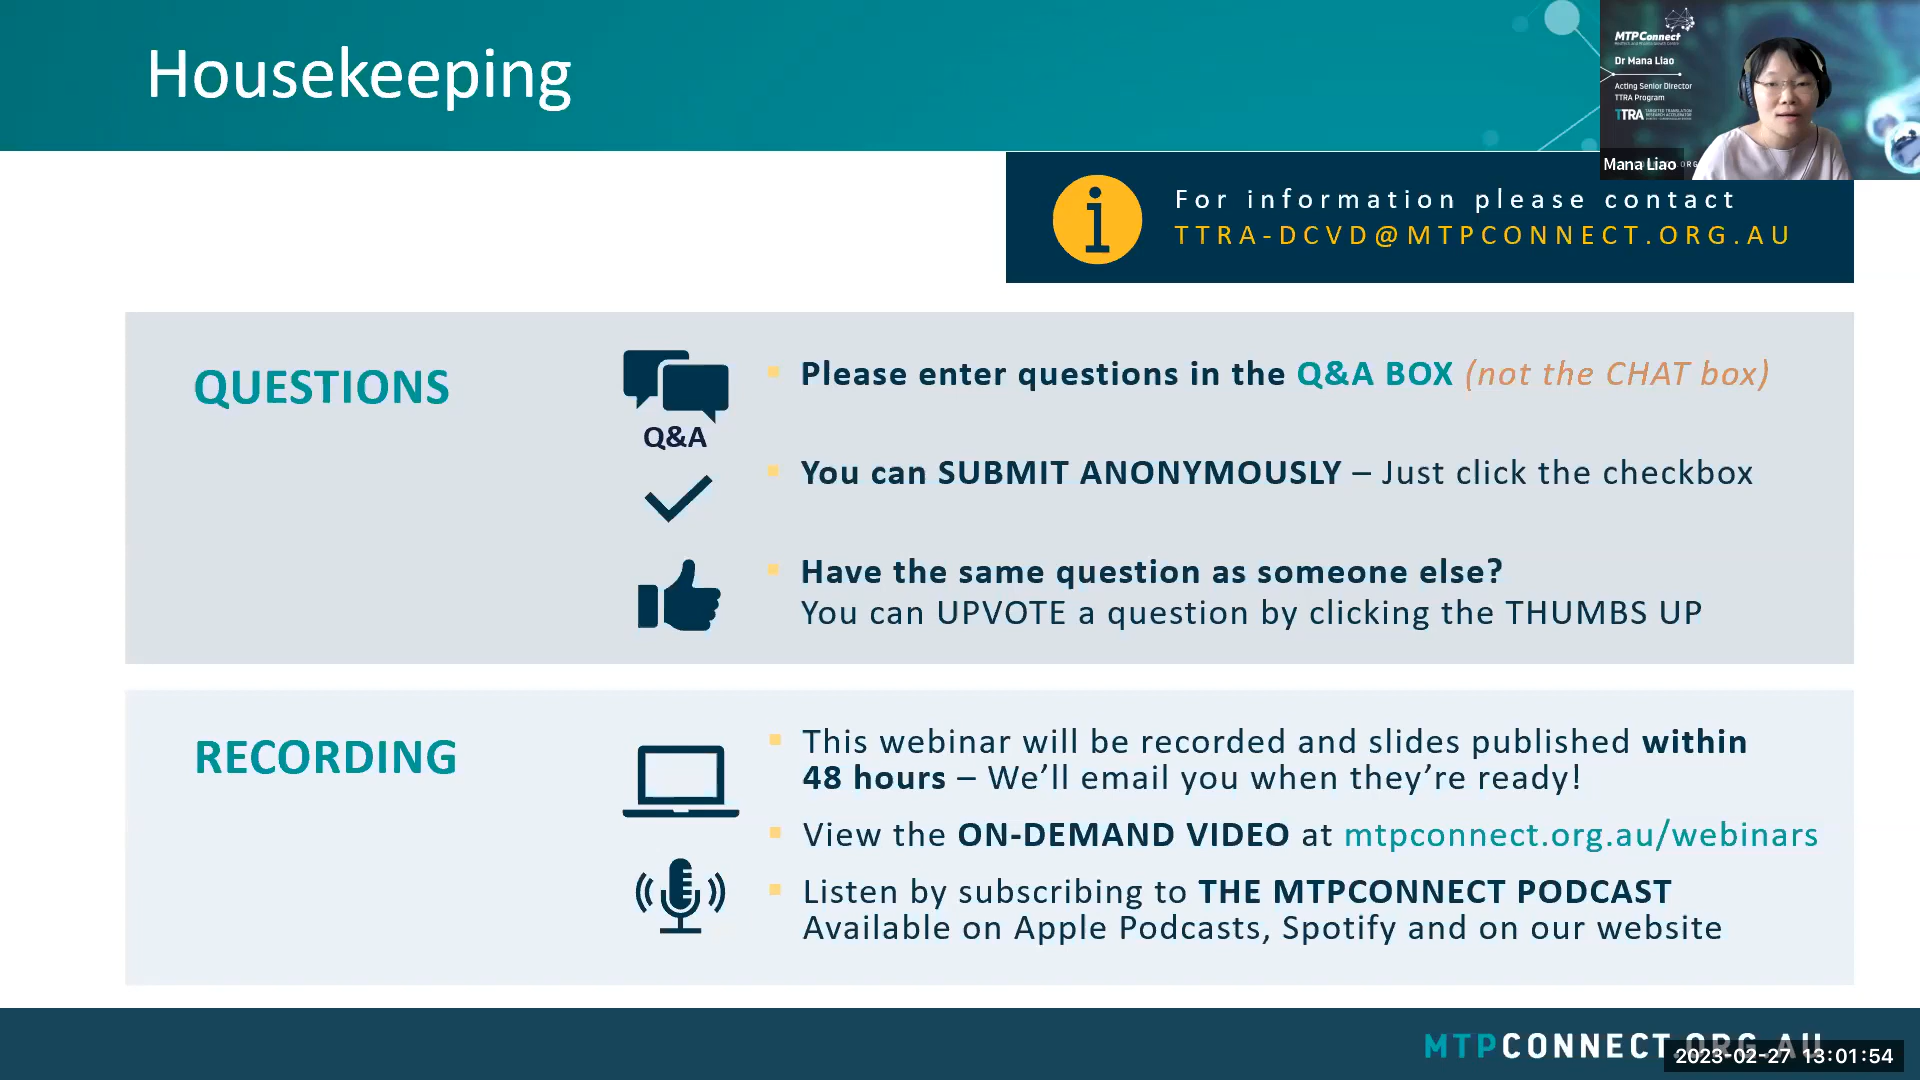 Housekeeping
MTPConnect
Dr Mana Liao
Acting Senior Director
TTRA Program
TTRA
Mana Liao
For information please contact
TTRA-DCVD@MTPCONNECT.ORG.AU
QUESTIONS
Q&A
Please enter questions in the Q&A BOX (not the CHAT box)
You can SUBMIT ANONYMOUSLY – Just click the checkbox
Have the same question as someone else?
You can UPVOTE a question by clicking the THUMBS UP
RECORDING
This webinar will be recorded and slides published within
48 hours – We’ll email you when they’re ready!
View the ON-DEMAND VIDEO at mtpconnect.org.au/webinars
Listen by subscribing to THE MTPCONNECT PODCAST
Available on Apple Podcasts, Spotify and on our website
MTPCONNECT.ORG.AU
2023-02-27 13:01:54